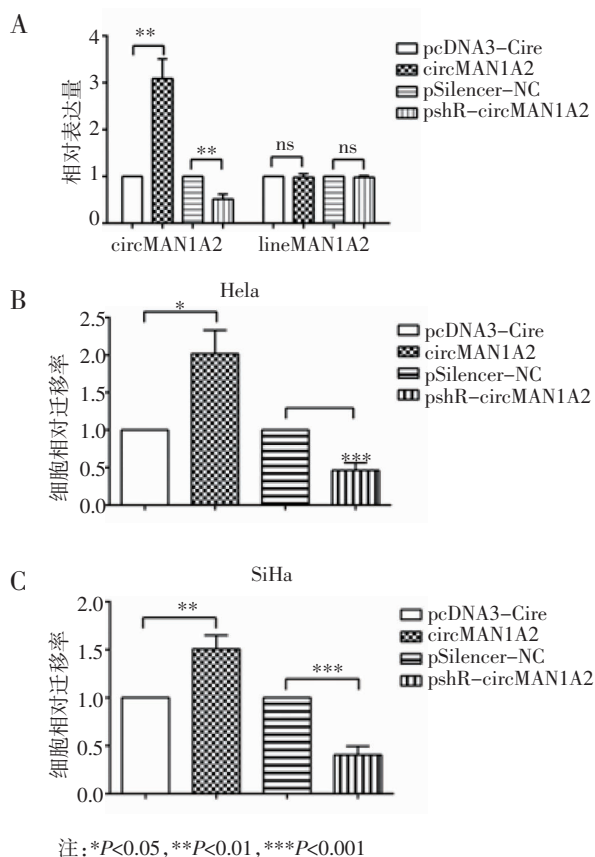 A
相对表达量
4
3
2
1
0
**
**
ns
ns
circMAN1A2
lineMAN1A2
pcDNA3-Circ
circMAN1A2
pSilencer-NC
pshR-circMAN1A2
B
Hela
细胞相对迁移率
2.5
2.0
1.5
1.0
0.5
0.0
*
***
pcDNA3-Circ
circMAN1A2
pSilencer-NC
pshR-circMAN1A2
C
SiHa
细胞相对迁移率
2.0
1.5
1.0
0.5
0.0
**
***
pcDNA3-Circ
circMAN1A2
pSilencer-NC
pshR-circMAN1A2
注:*P<0.05,**P<0.01,***P<0.001